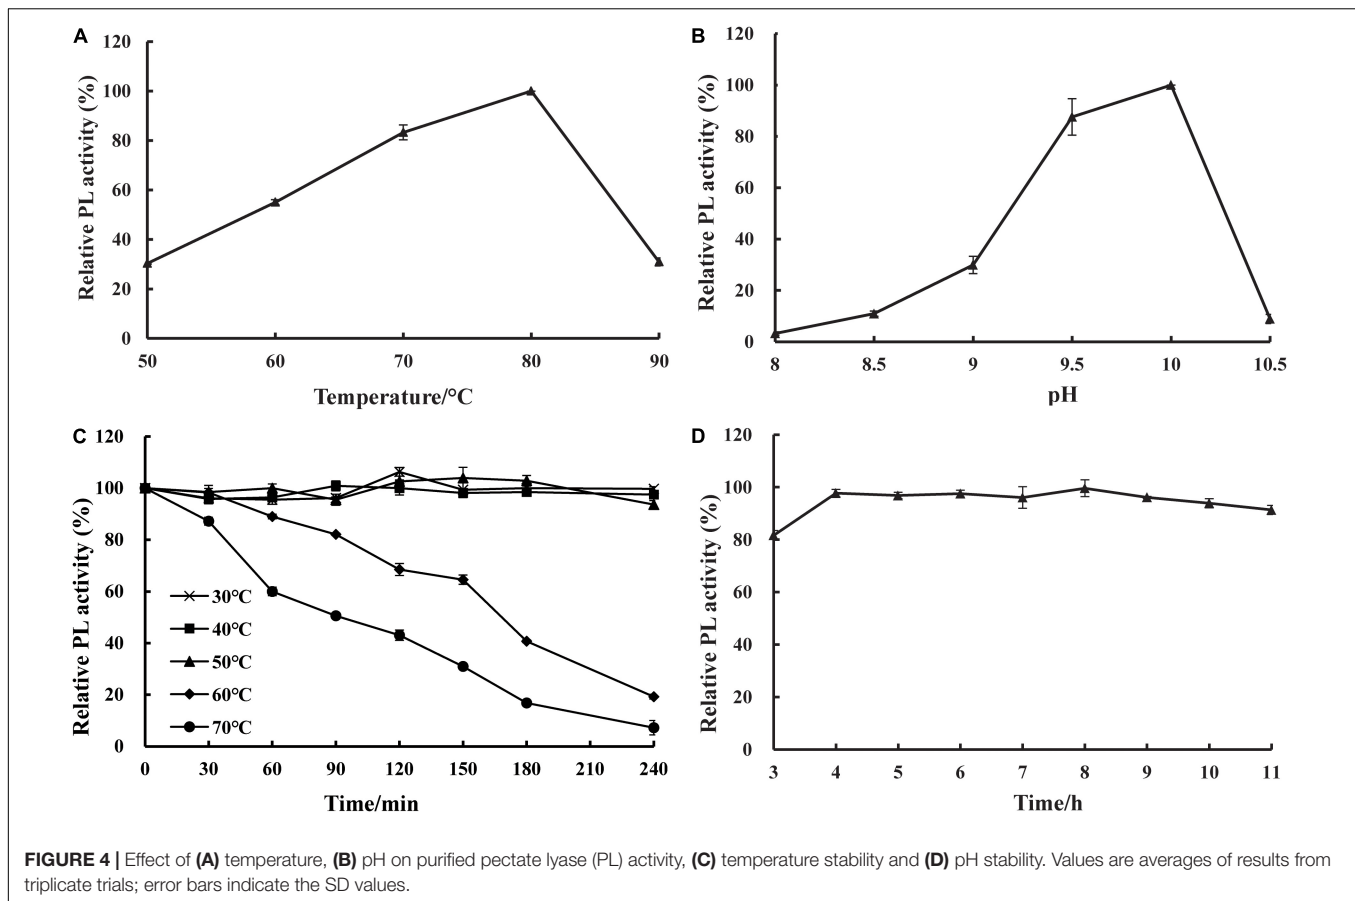 A
120
100
80
60
40
20
0
Relative PL activity (%)
50 60 70 80 90
Temperature/°C
B
120
100
80
60
40
20
0
Relative PL activity (%)
8 8.5 9 9.5 10 10.5
pH
C
120
100
80
60
40
20
0
Relative PL activity (%)
30°C
40°C
50°C
60°C
70°C
0 30 60 90 120 150 180 210 240
Time/min
D
120
100
80
60
40
20
0
Relative PL activity (%)
3 4 5 6 7 8 9 10 11
Time/h
FIGURE 4 | Effect of (A) temperature, (B) pH on purified pectate lyase (PL) activity, (C) temperature stability and (D) pH stability. Values are averages of results from
triplicate trials; error bars indicate the SD values.